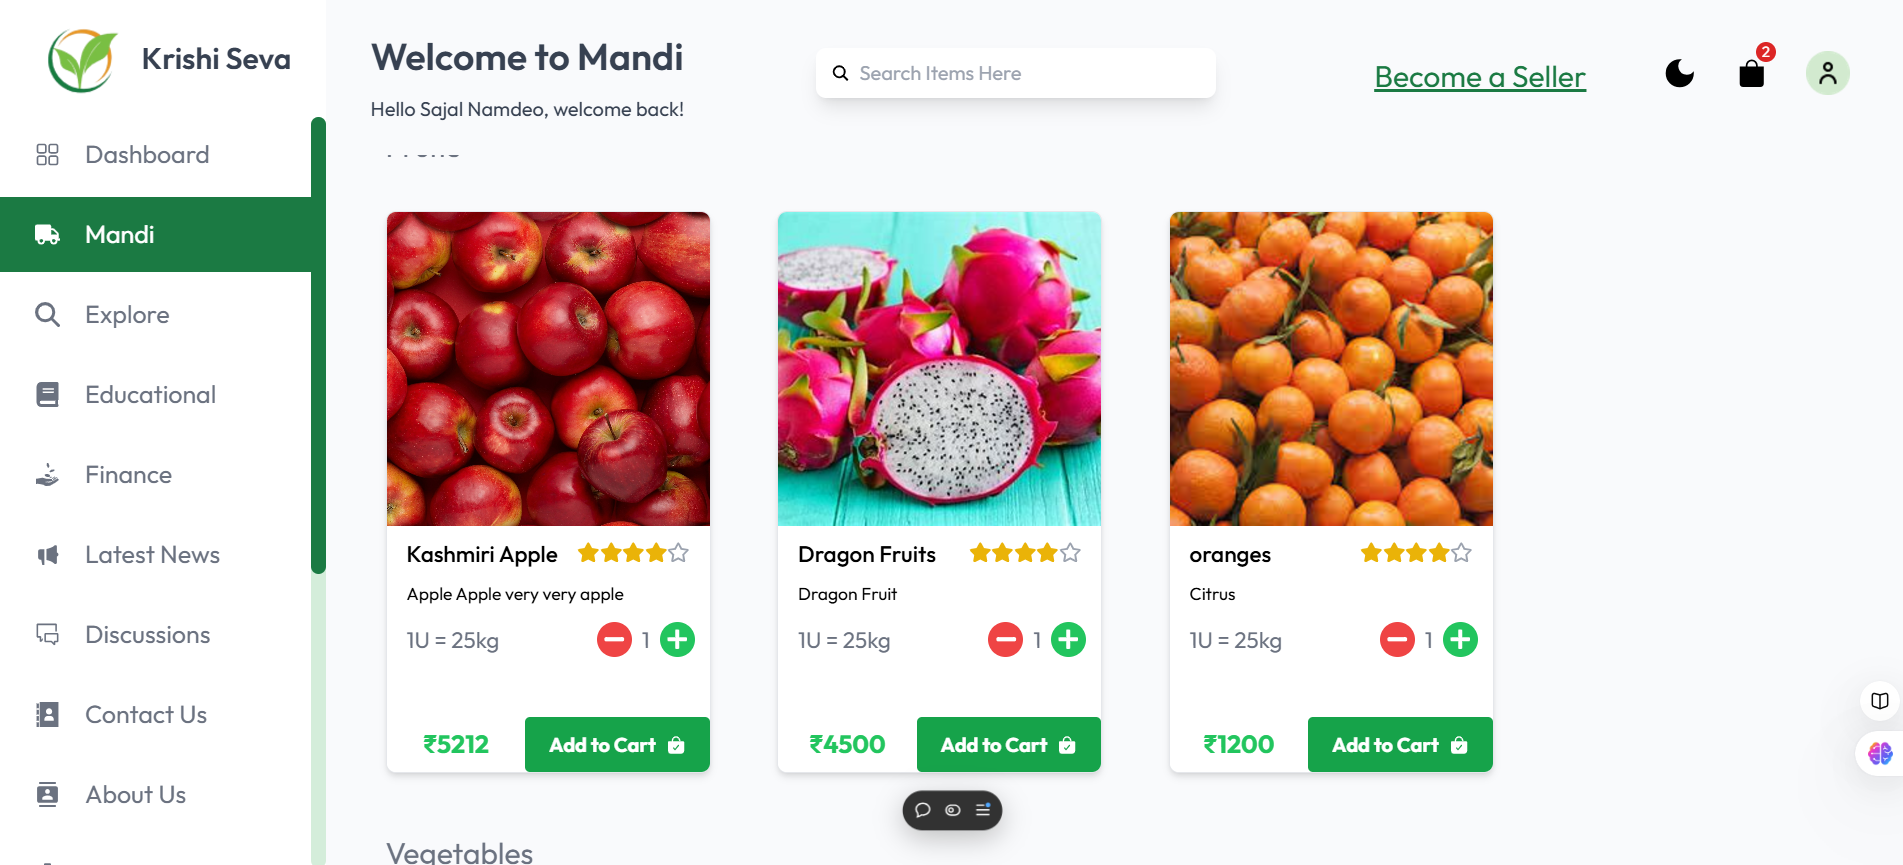 Krishi Seva
Dashboard
Mandi
Explore
Educational
Finance
Latest News
Discussions
Contact Us
About Us
Welcome to Mandi
Hello Sajal Namdeo, welcome back!
Search Items Here
Become a Seller
2
Kashmiri Apple
Apple Apple very very apple
1U = 25kg
1
₹5212
Add to Cart
Dragon Fruits
Dragon Fruit
1U = 25kg
1
₹4500
Add to Cart
oranges
Citrus
1U = 25kg
1
₹1200
Add to Cart
Vegetables